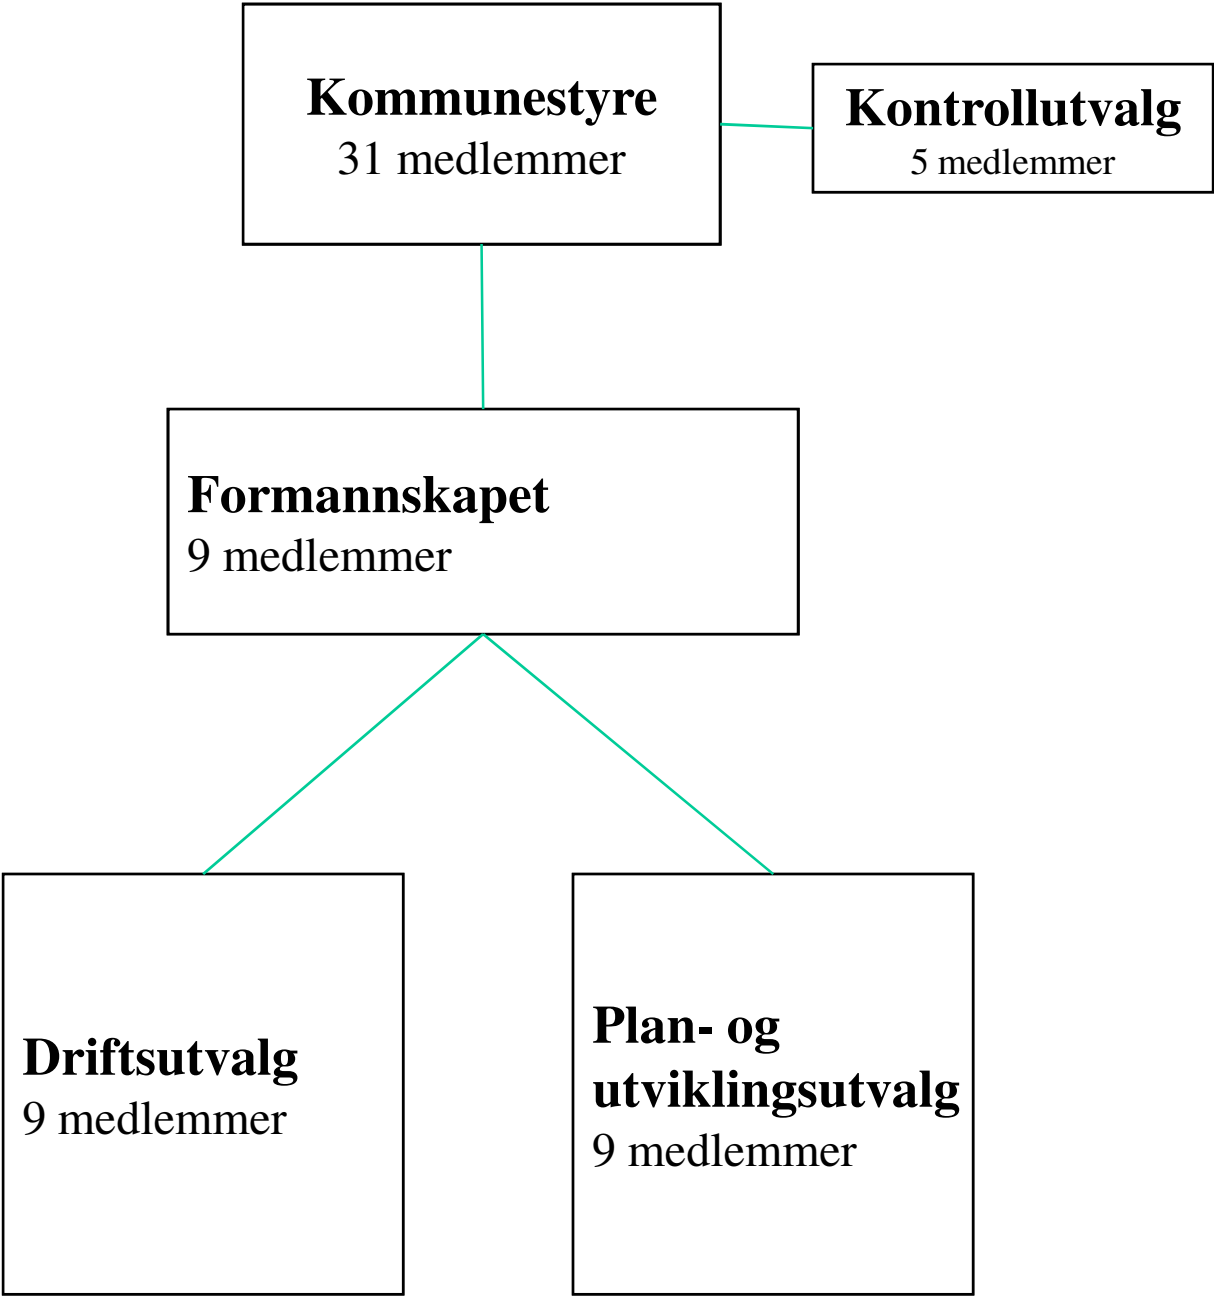 Kommunestyre
31 medlemmer
Kontrollutvalg
5 medlemmer
Formannskapet
9 medlemmer
Driftsutvalg
9 medlemmer
Plan- og
utviklingsutvalg
9 medlemmer